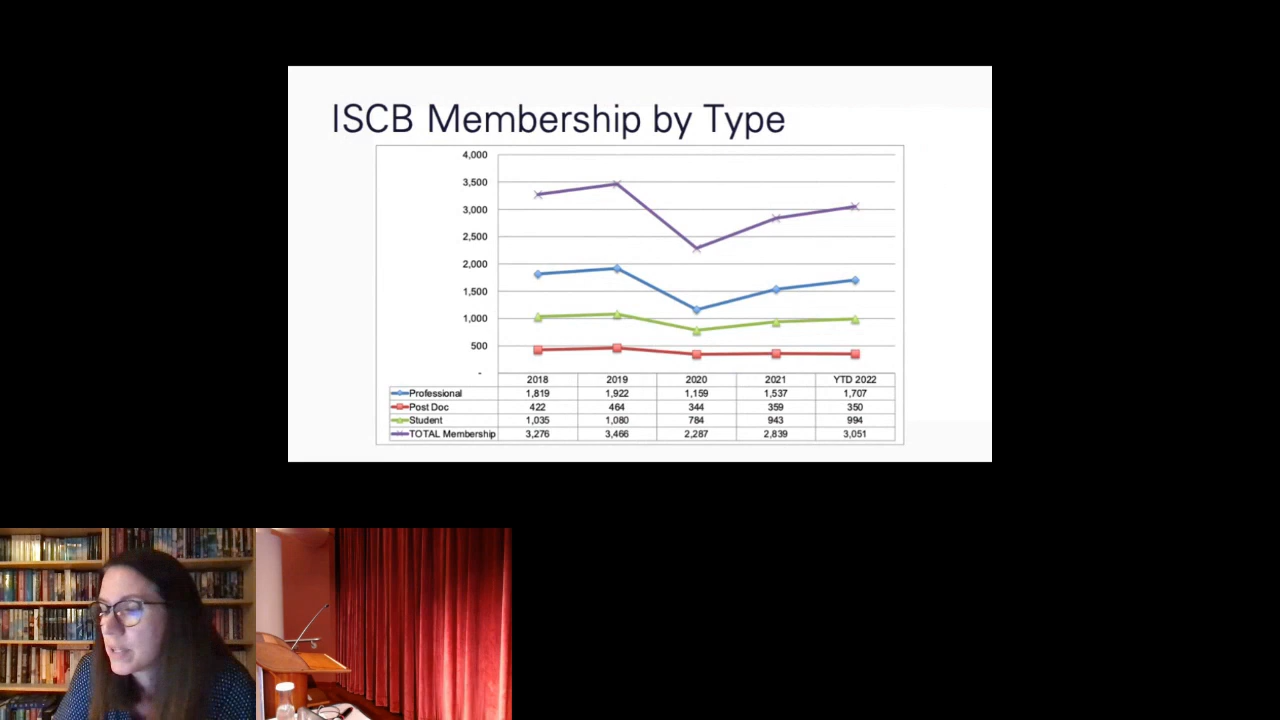 ISCB Membership by Type
4,000
3,500
3,000
2,500
2,000
1,500
1,000
500
-
2018 2019 2020 2021 YTD 2022
Professional 1,819 1,922 1,159 1,537 1,707
Post Doc 422 464 344 359 350
Student 1,035 1,080 784 943 994
TOTAL Membership 3,276 3,466 2,287 2,839 3,051